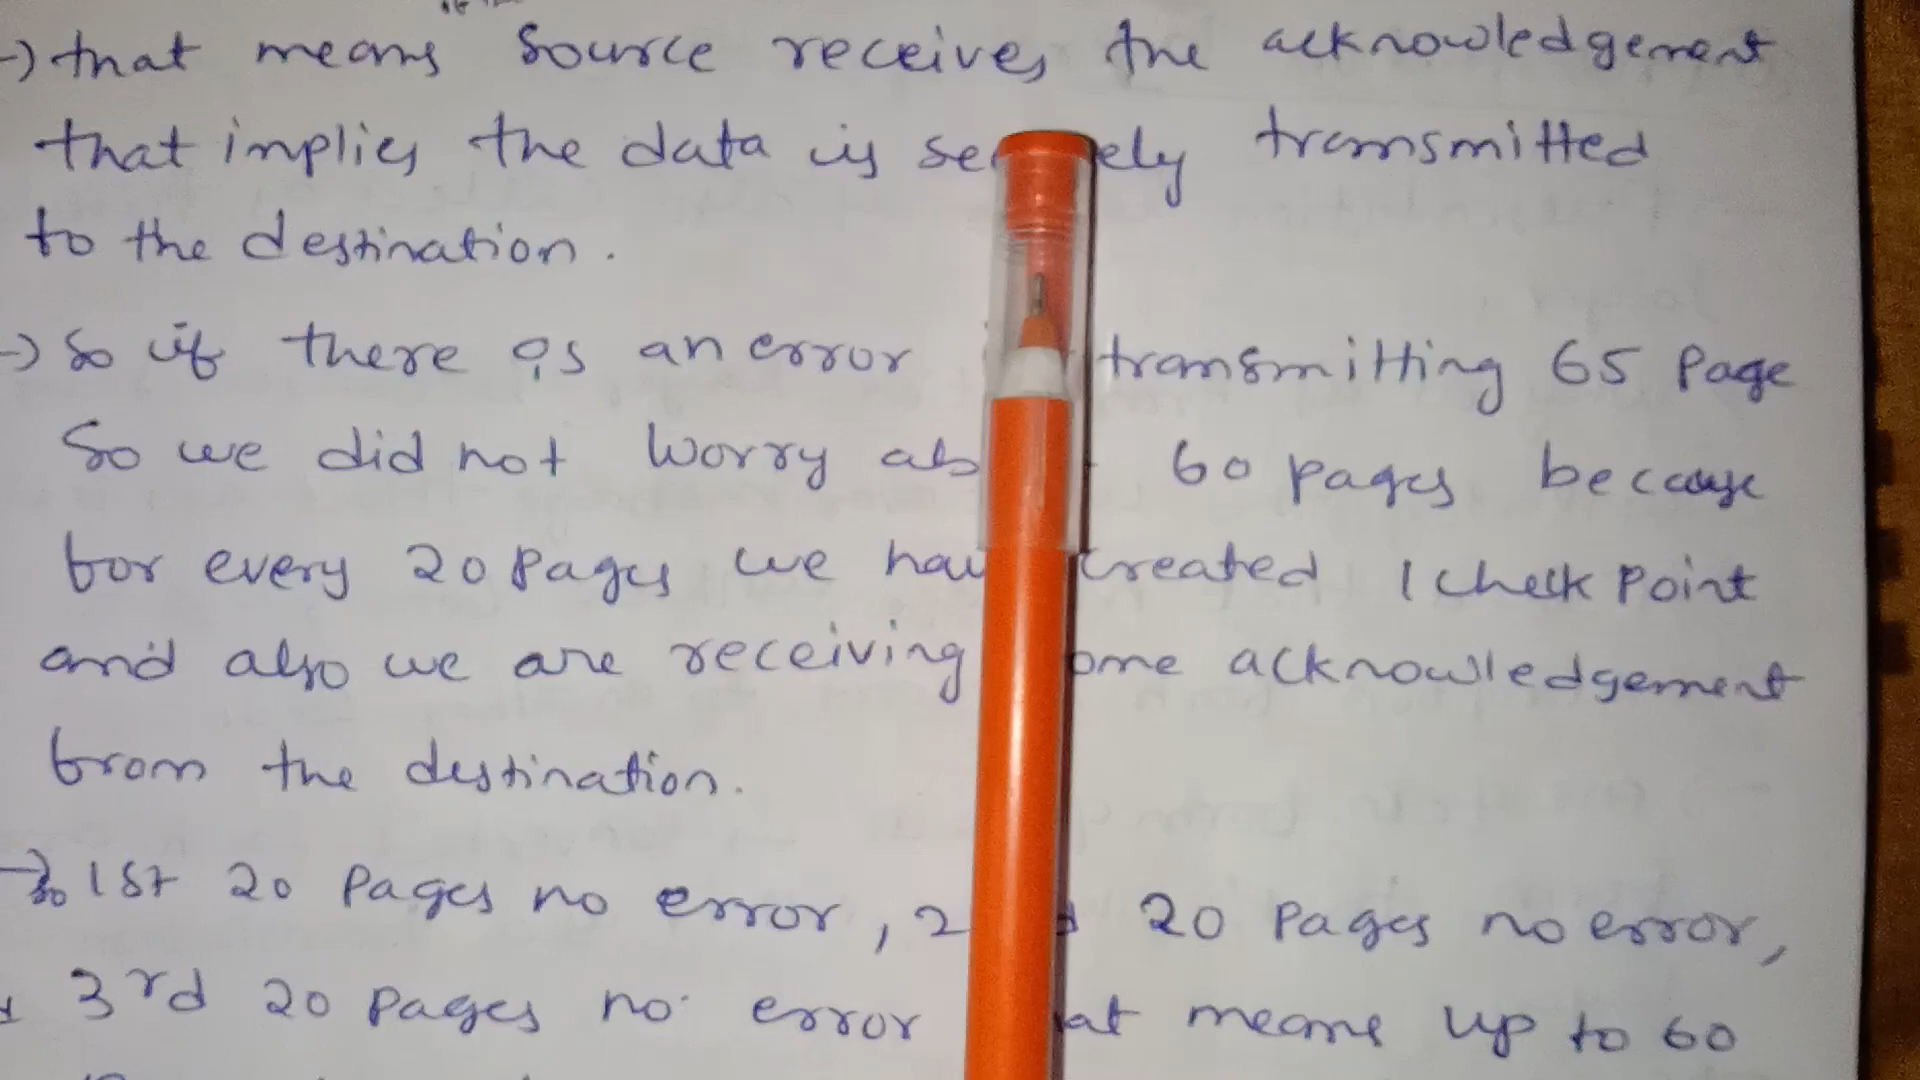 → that means Source receives the acknowledgement
that implies the data is se ely transmitted
to the destination.
→ So if there is an error transmitting 65 Page
So we did not worry ab 60 pages because
for every 20 Pages we hav created 1 check Point
and also we are receiving ome acknowledgement
from the destination.
→ so 1st 20 Pages no error, 2 d 20 Pages no error,
3rd 20 Pages no error at means up to 60